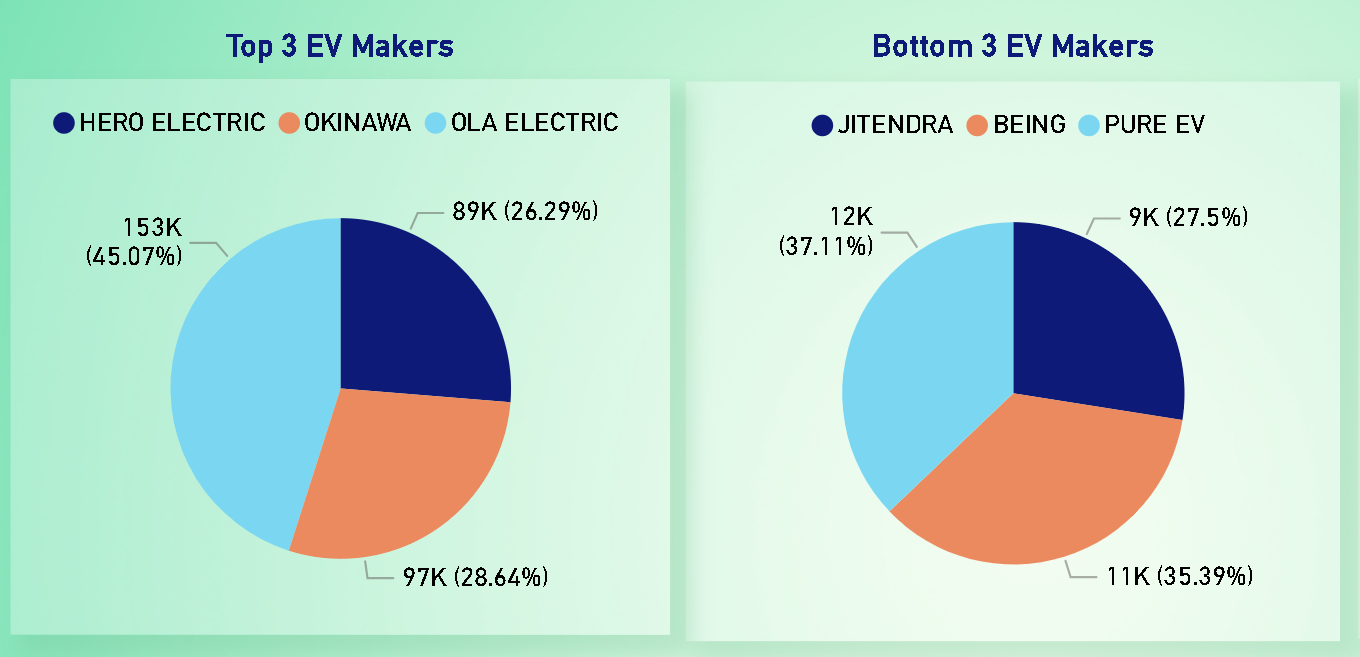 Top 3 EV Makers
HERO ELECTRIC OKINAWA OLA ELECTRIC
89K (26.29%)
153K
(45.07%)
97K (28.64%)
Bottom 3 EV Makers
JITENDRA BEING PURE EV
9K (27.5%)
12K
(37.11%)
11K (35.39%)